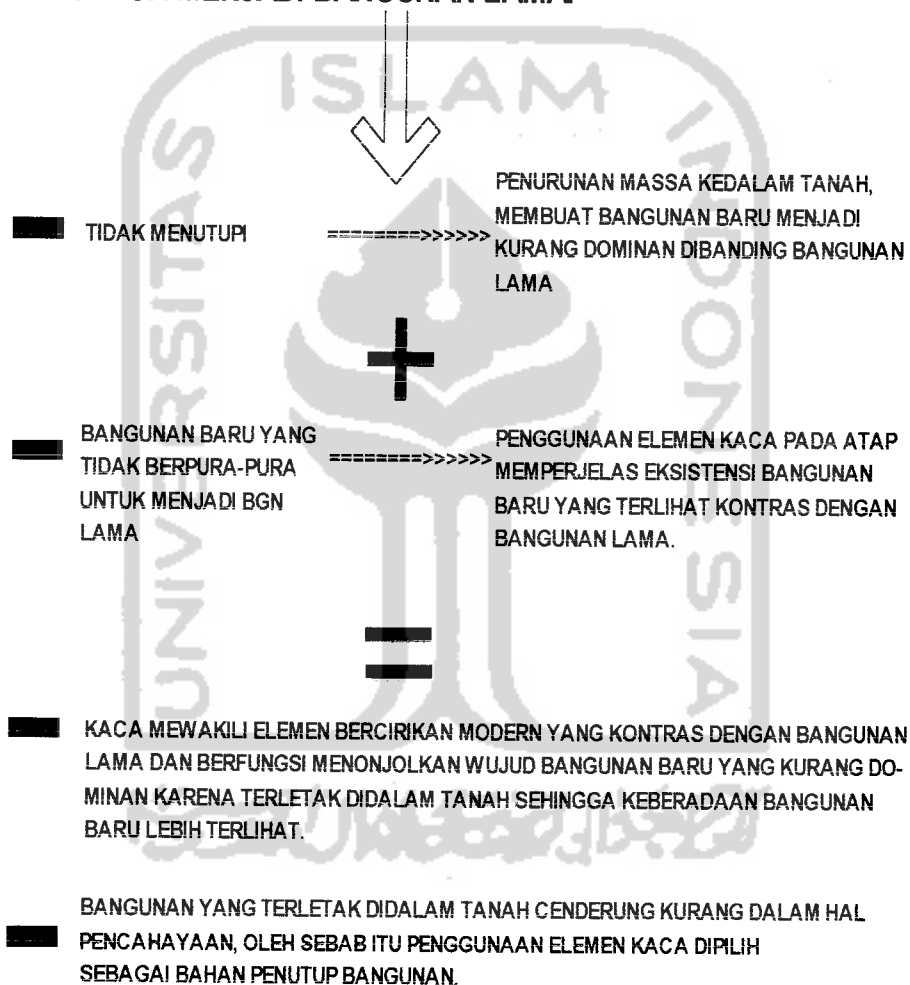 ISLAM
UNIVERSITAS
INDONESIA
TIDAK MENUTUPI ========>>>>>>
PENURUNAN MASSA KEDALAM TANAH,
MEMBUAT BANGUNAN BARU MENJADI
KURANG DOMINAN DIBANDING BANGUNAN
LAMA
+
BANGUNAN BARU YANG
TIDAK BERPURA-PURA
UNTUK MENJADI BGN
LAMA
========>>>>>>
PENGGUNAAN ELEMEN KACA PADA ATAP
MEMPERJELAS EKSISTENSI BANGUNAN
BARU YANG TERLIHAT KONTRAS DENGAN
BANGUNAN LAMA.
=
KACA MEWAKILI ELEMEN BERCIRIKAN MODERN YANG KONTRAS DENGAN BANGUNAN
LAMA DAN BERFUNGSI MENONJOLKAN WUJUD BANGUNAN BARU YANG KURANG DO-
MINAN KARENA TERLETAK DIDALAM TANAH SEHINGGA KEBERADAAN BANGUNAN
BARU LEBIH TERLIHAT.
BANGUNAN YANG TERLETAK DIDALAM TANAH CENDERUNG KURANG DALAM HAL
PENCAHAYAAN, OLEH SEBAB ITU PENGGUNAAN ELEMEN KACA DIPILIH
SEBAGAI BAHAN PENUTUP BANGUNAN.